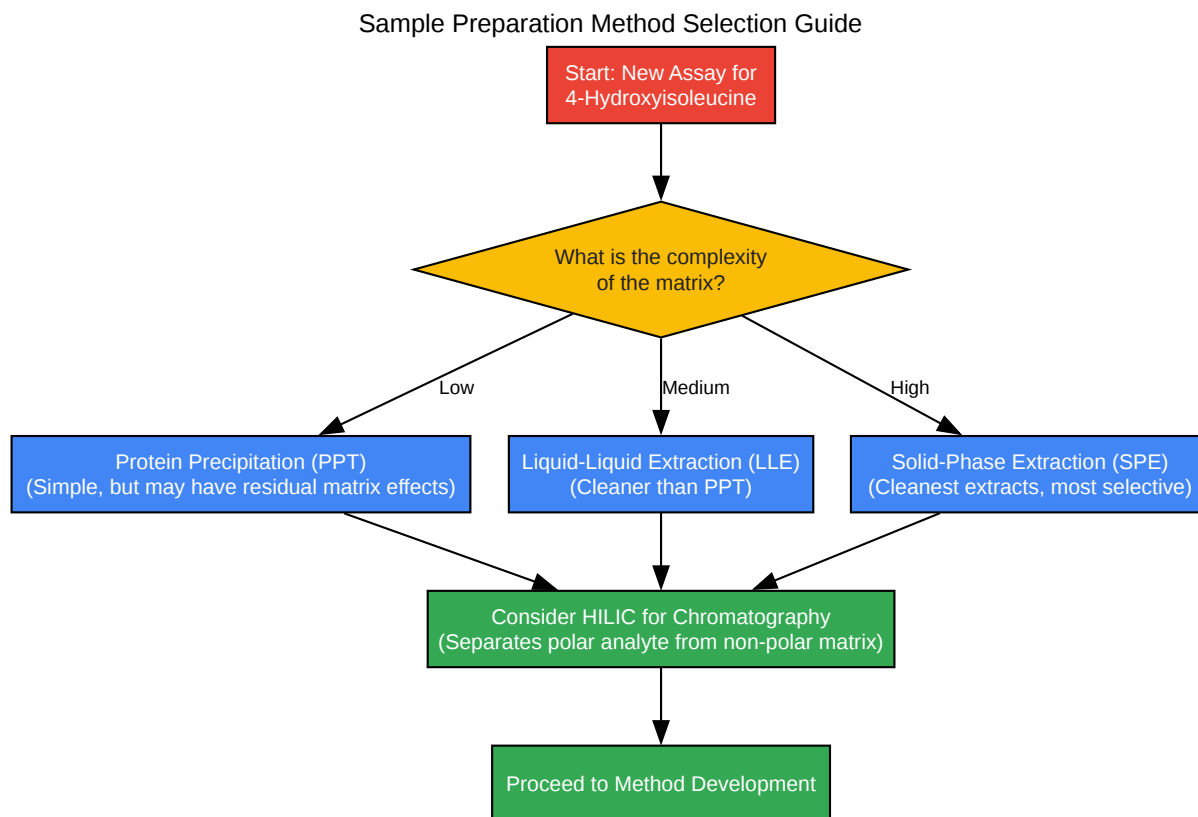 Sample Preparation Method Selection Guide
Start: New Assay for
4-Hydroxyisoleucine
What is the complexity
of the matrix?
Low
Medium
High
Protein Precipitation (PPT)
(Simple, but may have residual matrix effects)
Liquid-Liquid Extraction (LLE)
(Cleaner than PPT)
Solid-Phase Extraction (SPE)
(Cleanest extracts, most selective)
Consider HILIC for Chromatography
(Separates polar analyte from non-polar matrix)
Proceed to Method Development